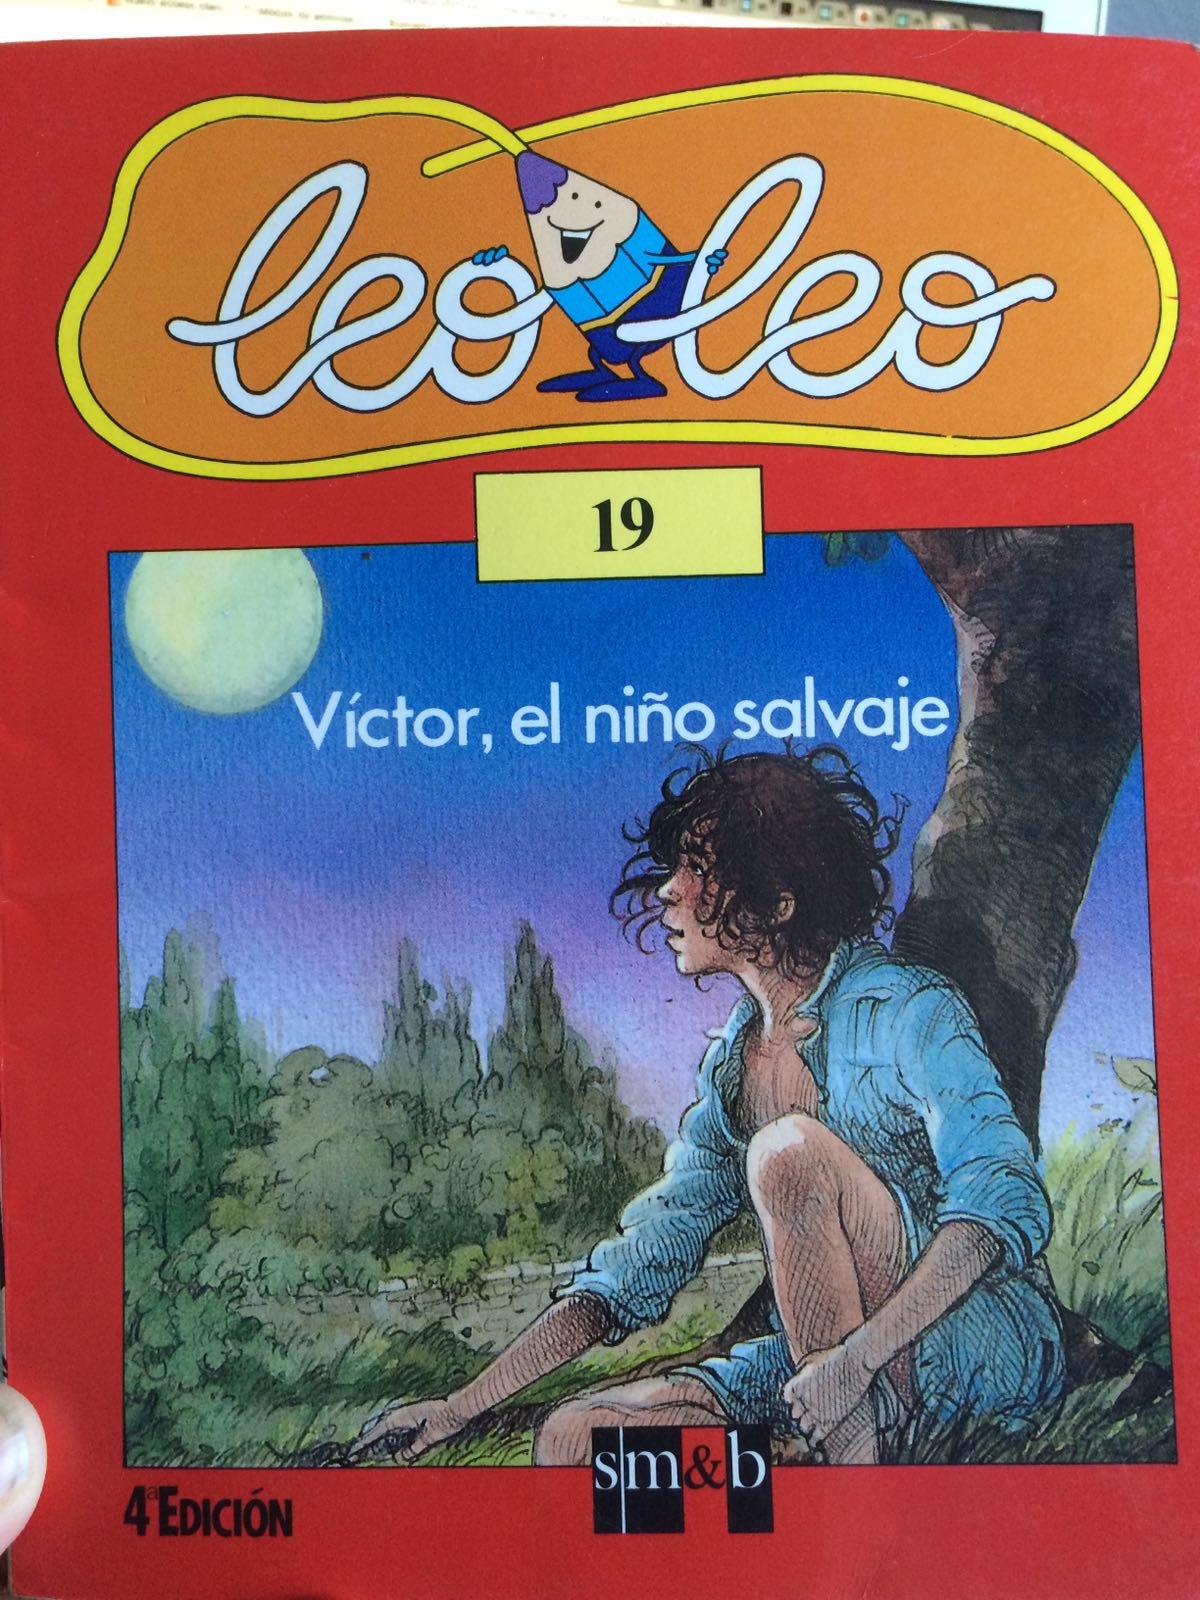 leo leo
19
Víctor, el niño salvaje
sm&b
4ª EDICIÓN